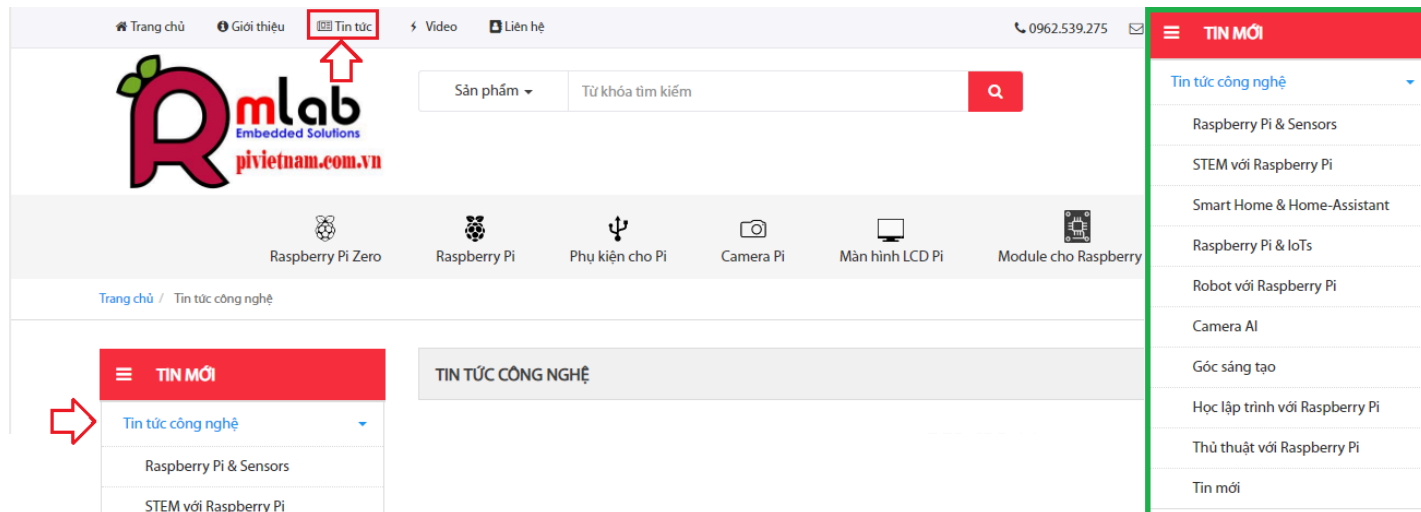 Trang chủ Giới thiệu Tin tức Video Liên hệ 0962.539.275
mlab
Embedded Solutions
pivietnam.com.vn
Sản phẩm Từ khóa tìm kiếm
Raspberry Pi Zero Raspberry Pi Phụ kiện cho Pi Camera Pi Màn hình LCD Pi Module cho Raspberry
Trang chủ / Tin tức công nghệ
TIN MỚI
Tin tức công nghệ
Raspberry Pi & Sensors
STEM với Raspberry Pi
TIN TỨC CÔNG NGHỆ
TIN MỚI
Tin tức công nghệ
Raspberry Pi & Sensors
STEM với Raspberry Pi
Smart Home & Home-Assistant
Raspberry Pi & IoTs
Robot với Raspberry Pi
Camera AI
Góc sáng tạo
Học lập trình với Raspberry Pi
Thủ thuật với Raspberry Pi
Tin mới